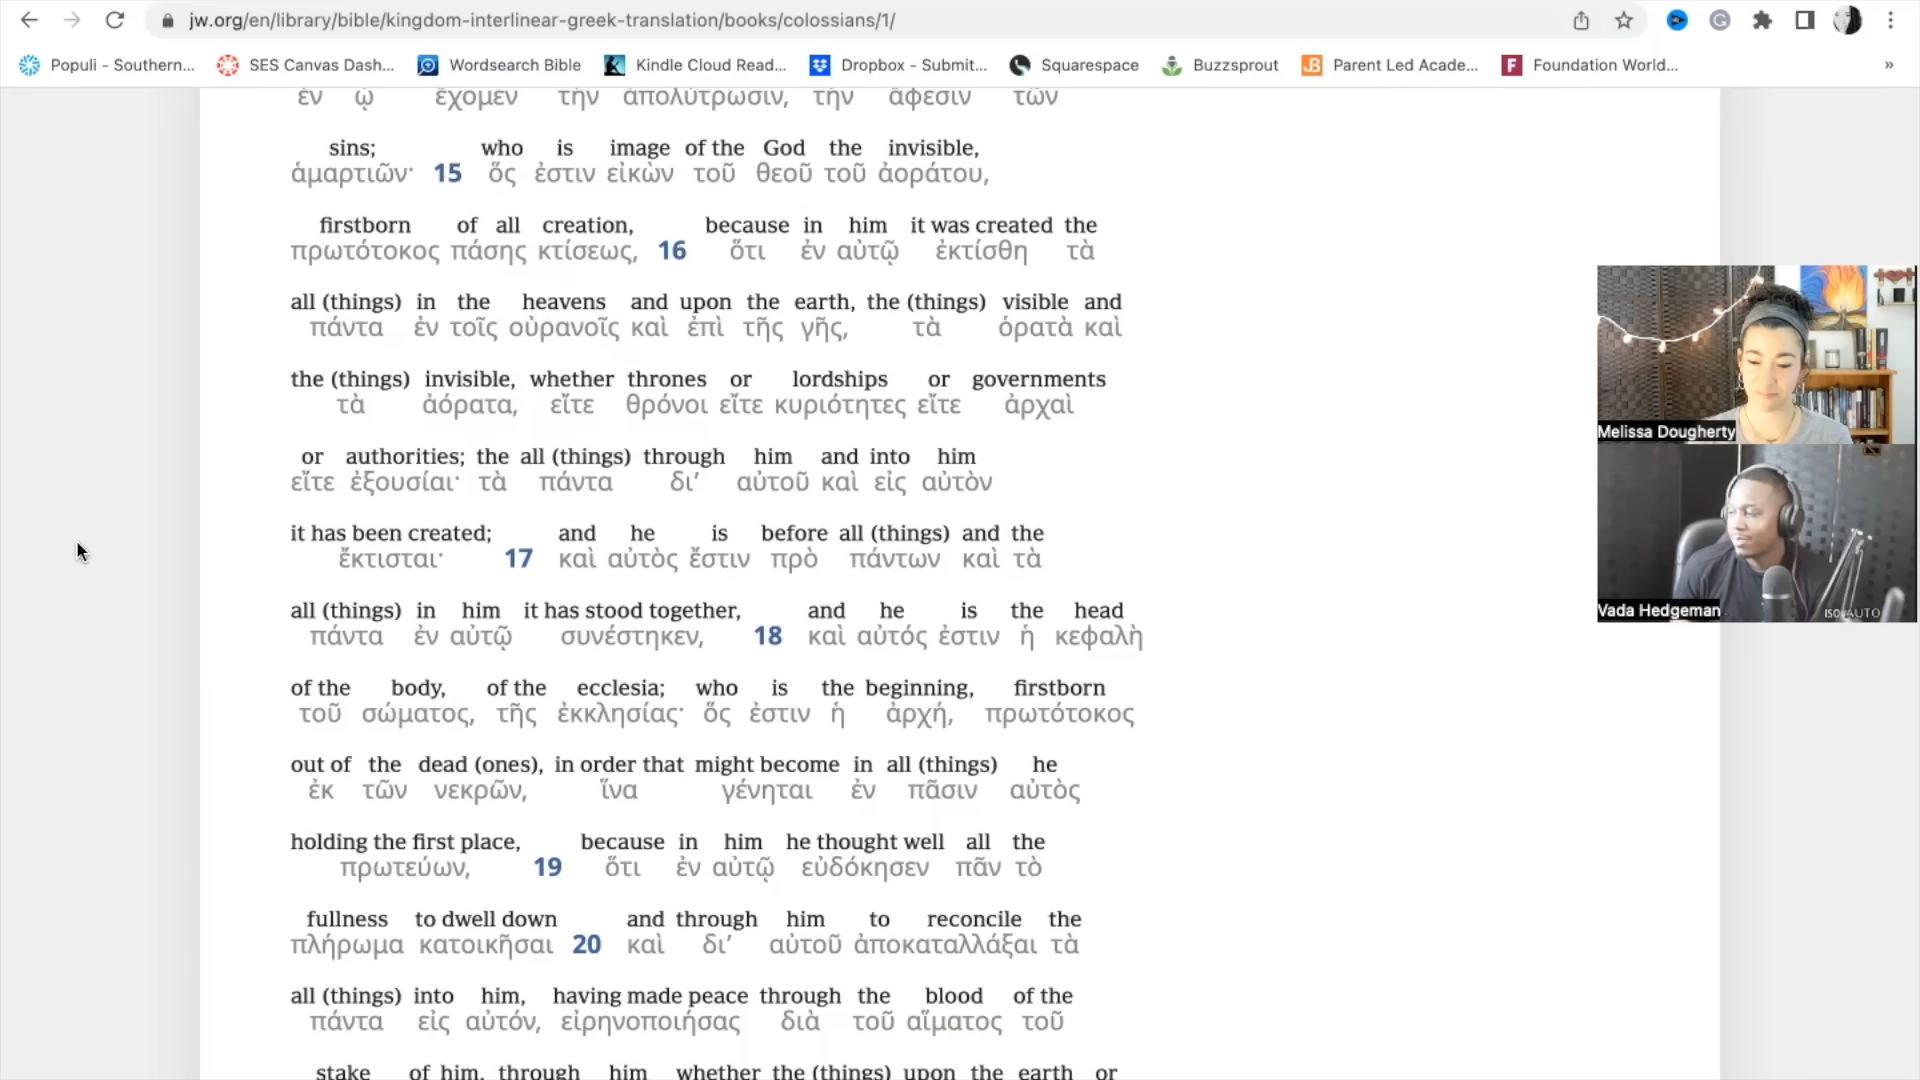 jw.org/en/library/bible/kingdom-interlinear-greek-translation/books/colossians/1/
Populi - Southern... SES Canvas Dash... Wordsearch Bible Kindle Cloud Read... Dropbox - Submit... Squarespace Buzzsprout Parent Led Acade... Foundation World... »
ἐν ᾧ ἔχομεν τὴν ἀπολύτρωσιν, τὴν ἄφεσιν τῶν
sins; who is image of the God the invisible,
ἁμαρτιῶν· 15 ὅς ἐστιν εἰκὼν τοῦ θεοῦ τοῦ ἀοράτου,
firstborn of all creation, because in him it was created the
πρωτότοκος πάσης κτίσεως, 16 ὅτι ἐν αὐτῷ ἐκτίσθη τὰ
all (things) in the heavens and upon the earth, the (things) visible and
πάντα ἐν τοῖς οὐρανοῖς καὶ ἐπὶ τῆς γῆς, τὰ ὁρατὰ καὶ
the (things) invisible, whether thrones or lordships or governments
τὰ ἀόρατα, εἴτε θρόνοι εἴτε κυριότητες εἴτε ἀρχαὶ
or authorities; the all (things) through him and into him
εἴτε ἐξουσίαι· τὰ πάντα δι’ αὐτοῦ καὶ εἰς αὐτὸν
it has been created; and he is before all (things) and the
ἔκτισται· 17 καὶ αὐτὸς ἔστιν πρὸ πάντων καὶ τὰ
all (things) in him it has stood together, and he is the head
πάντα ἐν αὐτῷ συνέστηκεν, 18 καὶ αὐτός ἐστιν ἡ κεφαλὴ
of the body, of the ecclesia; who is the beginning, firstborn
τοῦ σώματος, τῆς ἐκκλησίας· ὅς ἐστιν ἡ ἀρχή, πρωτότοκος
out of the dead (ones), in order that might become in all (things) he
ἐκ τῶν νεκρῶν, ἵνα γένηται ἐν πᾶσιν αὐτὸς
holding the first place, because in him he thought well all the
πρωτεύων, 19 ὅτι ἐν αὐτῷ εὐδόκησεν πᾶν τὸ
fullness to dwell down and through him to reconcile the
πλήρωμα κατοικῆσαι 20 καὶ δι’ αὐτοῦ ἀποκαταλλάξαι τὰ
all (things) into him, having made peace through the blood of the
πάντα εἰς αὐτόν, εἰρηνοποιήσας διὰ τοῦ αἵματος τοῦ
stake of him, through him whether the (things) upon the earth or
Melissa Dougherty
Vada Hedgeman
ISO AUTO